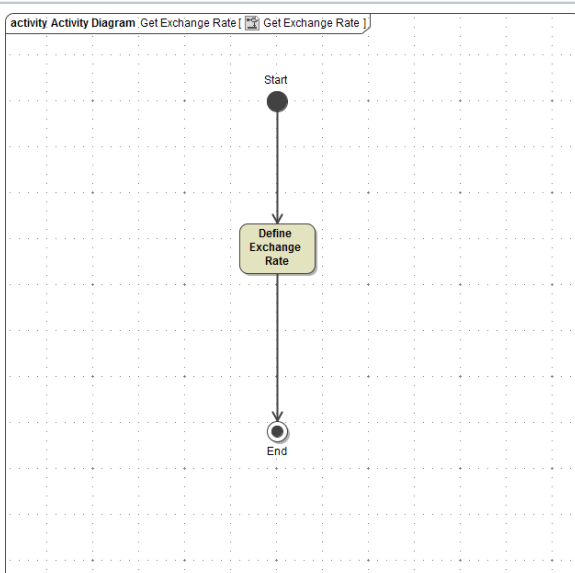 activity Activity Diagram Get Exchange Rate [ Get Exchange Rate ]
Start
Define
Exchange
Rate
End